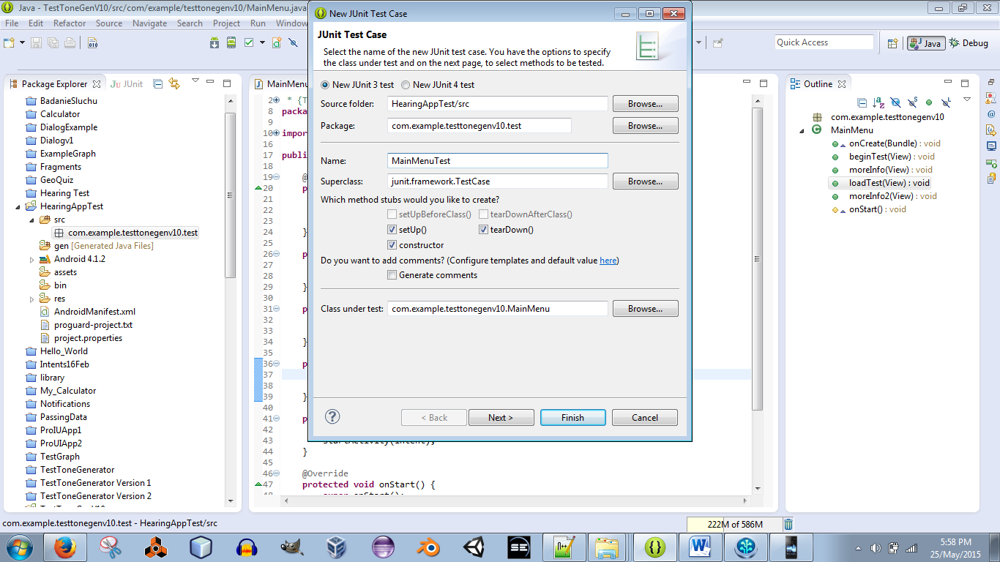 Java - TestToneGenV10/src/com/example/testtonegenv10/MainMenu.java
File Edit Refactor Source Navigate Search Project Run Window
Quick Access
Java
Debug
Package Explorer
JUnit
BadanieSluchu
Calculator
DialogExample
Dialogv1
ExampleGraph
Fragments
GeoQuiz
Hearing Test
HearingAppTest
src
com.example.testtonegenv10.test
gen [Generated Java Files]
Android 4.1.2
assets
bin
res
AndroidManifest.xml
proguard-project.txt
project.properties
Hello_World
Intents16Feb
library
My_Calculator
Notifications
PassingData
ProIUApp1
ProUIApp2
TestGraph
TestToneGenerator
TestToneGenerator Version 1
TestToneGenerator Version 2
MainMenu
2 * {T
8 packa
9
10 impor
16
17 publi
18
19 @
20 p
21
22
23
24 }
25
26 p
27
28
29 }
30
31 p
32
33
34 }
35
36 p
37
38
39 }
40
41 p
42
43 startActivity(intent);
44 }
45
46 @Override
47 protected void onStart() {
48 super.onStart();
New JUnit Test Case
JUnit Test Case
Select the name of the new JUnit test case. You have the options to specify
the class under test and on the next page, to select methods to be tested.
New JUnit 3 test New JUnit 4 test
Source folder: HearingAppTest/src Browse...
Package: com.example.testtonegenv10.test Browse...
Name: MainMenuTest
Superclass: junit.framework.TestCase Browse...
Which method stubs would you like to create?
setUpBeforeClass() tearDownAfterClass()
setUp() tearDown()
constructor
Do you want to add comments? (Configure templates and default value here)
Generate comments
Class under test: com.example.testtonegenv10.MainMenu Browse...
< Back Next > Finish Cancel
Outline
com.example.testtonegenv10
MainMenu
onCreate(Bundle) : void
beginTest(View) : void
moreInfo(View) : void
loadTest(View) : void
moreInfo2(View) : void
onStart() : void
com.example.testtonegenv10.test - HearingAppTest/src
222M of 586M
5:58 PM
25/May/2015